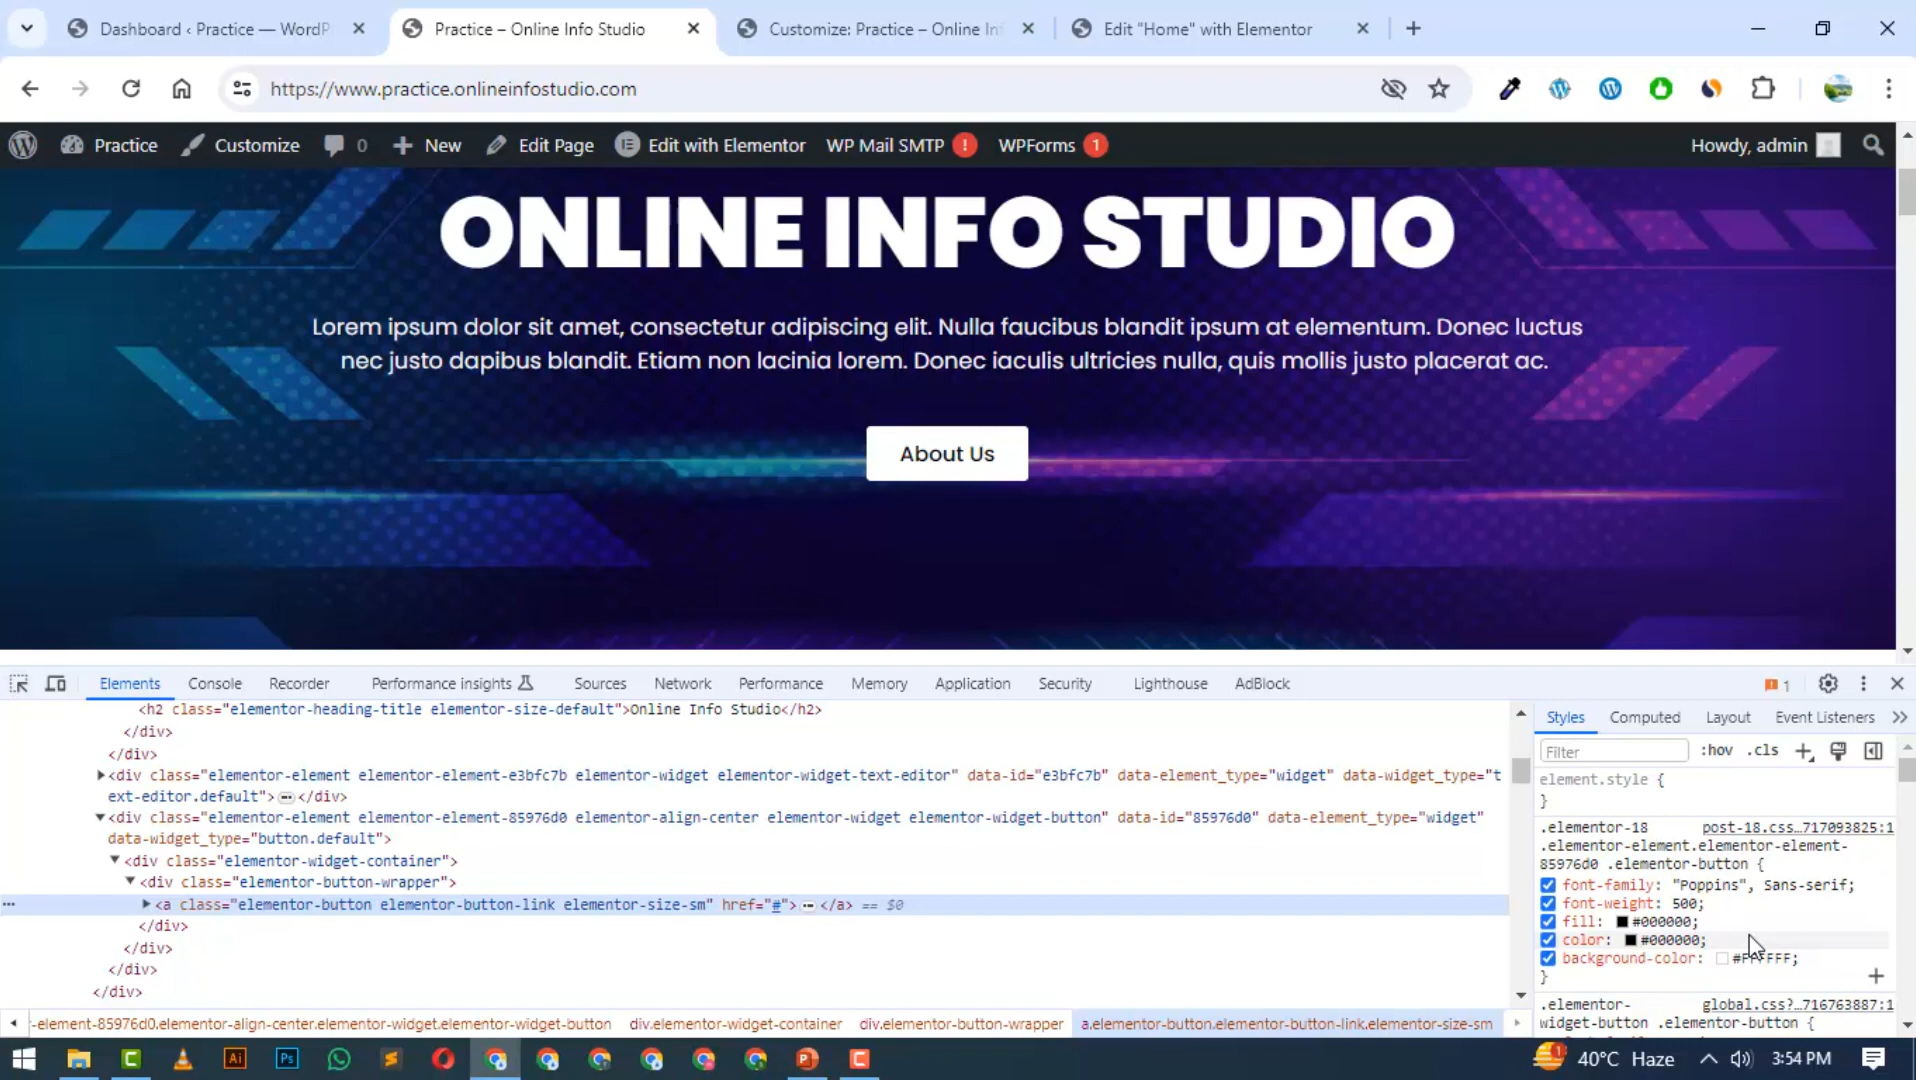 Dashboard ‹ Practice — WordP
Practice – Online Info Studio
Customize: Practice – Online In
Edit "Home" with Elementor
https://www.practice.onlineinfostudio.com
Practice
Customize
0
New
Edit Page
Edit with Elementor
WP Mail SMTP !
WPForms 1
Howdy, admin
ONLINE INFO STUDIO
Lorem ipsum dolor sit amet, consectetur adipiscing elit. Nulla faucibus blandit ipsum at elementum. Donec luctus
nec justo dapibus blandit. Etiam non lacinia lorem. Donec iaculis ultricies nulla, quis mollis justo placerat ac.
About Us
Elements
Console
Recorder
Performance insights
Sources
Network
Performance
Memory
Application
Security
Lighthouse
AdBlock
1
<h2 class="elementor-heading-title elementor-size-default">Online Info Studio</h2>
</div>
</div>
<div class="elementor-element elementor-element-e3bfc7b elementor-widget elementor-widget-text-editor" data-id="e3bfc7b" data-element_type="widget" data-widget_type="t
ext-editor.default"> </div>
<div class="elementor-element elementor-element-85976d0 elementor-align-center elementor-widget elementor-widget-button" data-id="85976d0" data-element_type="widget"
data-widget_type="button.default">
<div class="elementor-widget-container">
<div class="elementor-button-wrapper">
<a class="elementor-button elementor-button-link elementor-size-sm" href="#"> </a> == $0
</div>
</div>
</div>
</div>
-element-85976d0.elementor-align-center.elementor-widget.elementor-widget-button
div.elementor-widget-container
div.elementor-button-wrapper
a.elementor-button.elementor-button-link.elementor-size-sm
Styles
Computed
Layout
Event Listeners
Filter
:hov
.cls
element.style {
}
.elementor-18 post-18.css…717093825:1
.elementor-element.elementor-element-
85976d0 .elementor-button {
font-family: "Poppins", Sans-serif;
font-weight: 500;
fill: #000000;
color: #000000;
background-color: #FFFFFF;
}
.elementor- global.css?…716763887:1
widget-button .elementor-button {
Ai
Ps
1
40°C Haze
3:54 PM